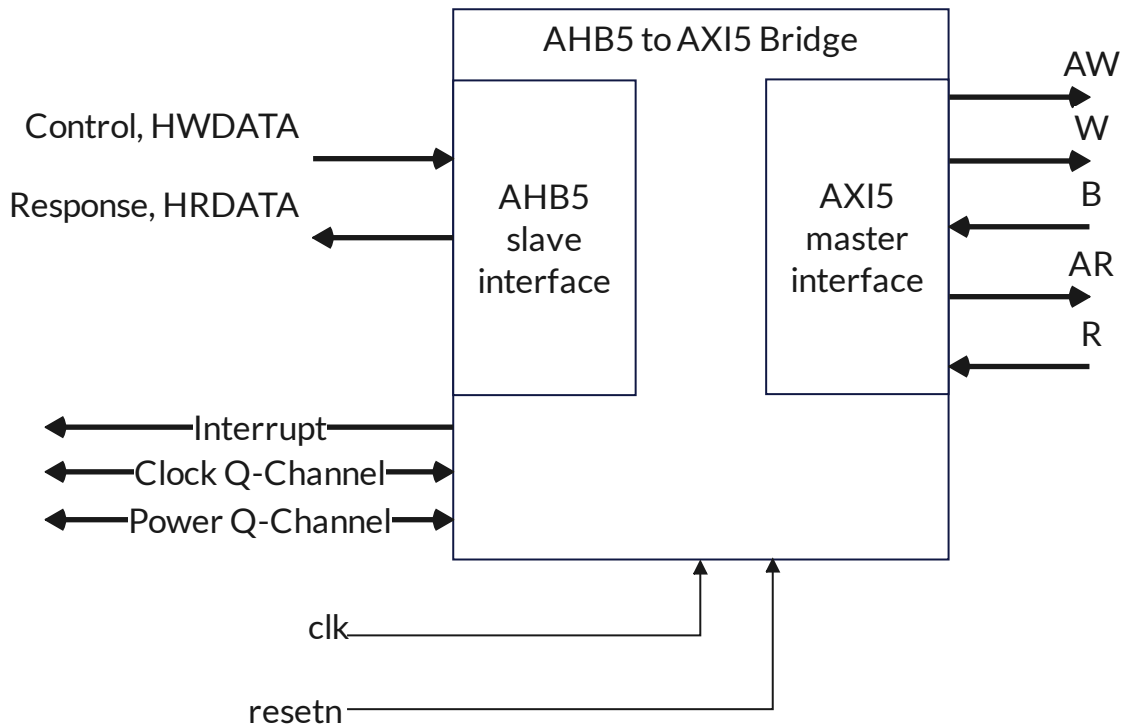 AHB5 to AXI5 Bridge
AW
Control, HWDATA
W
Response, HRDATA
AHB5
slave
interface
AXI5
master
interface
B
AR
R
Interrupt
Clock Q-Channel
Power Q-Channel
clk
resetn